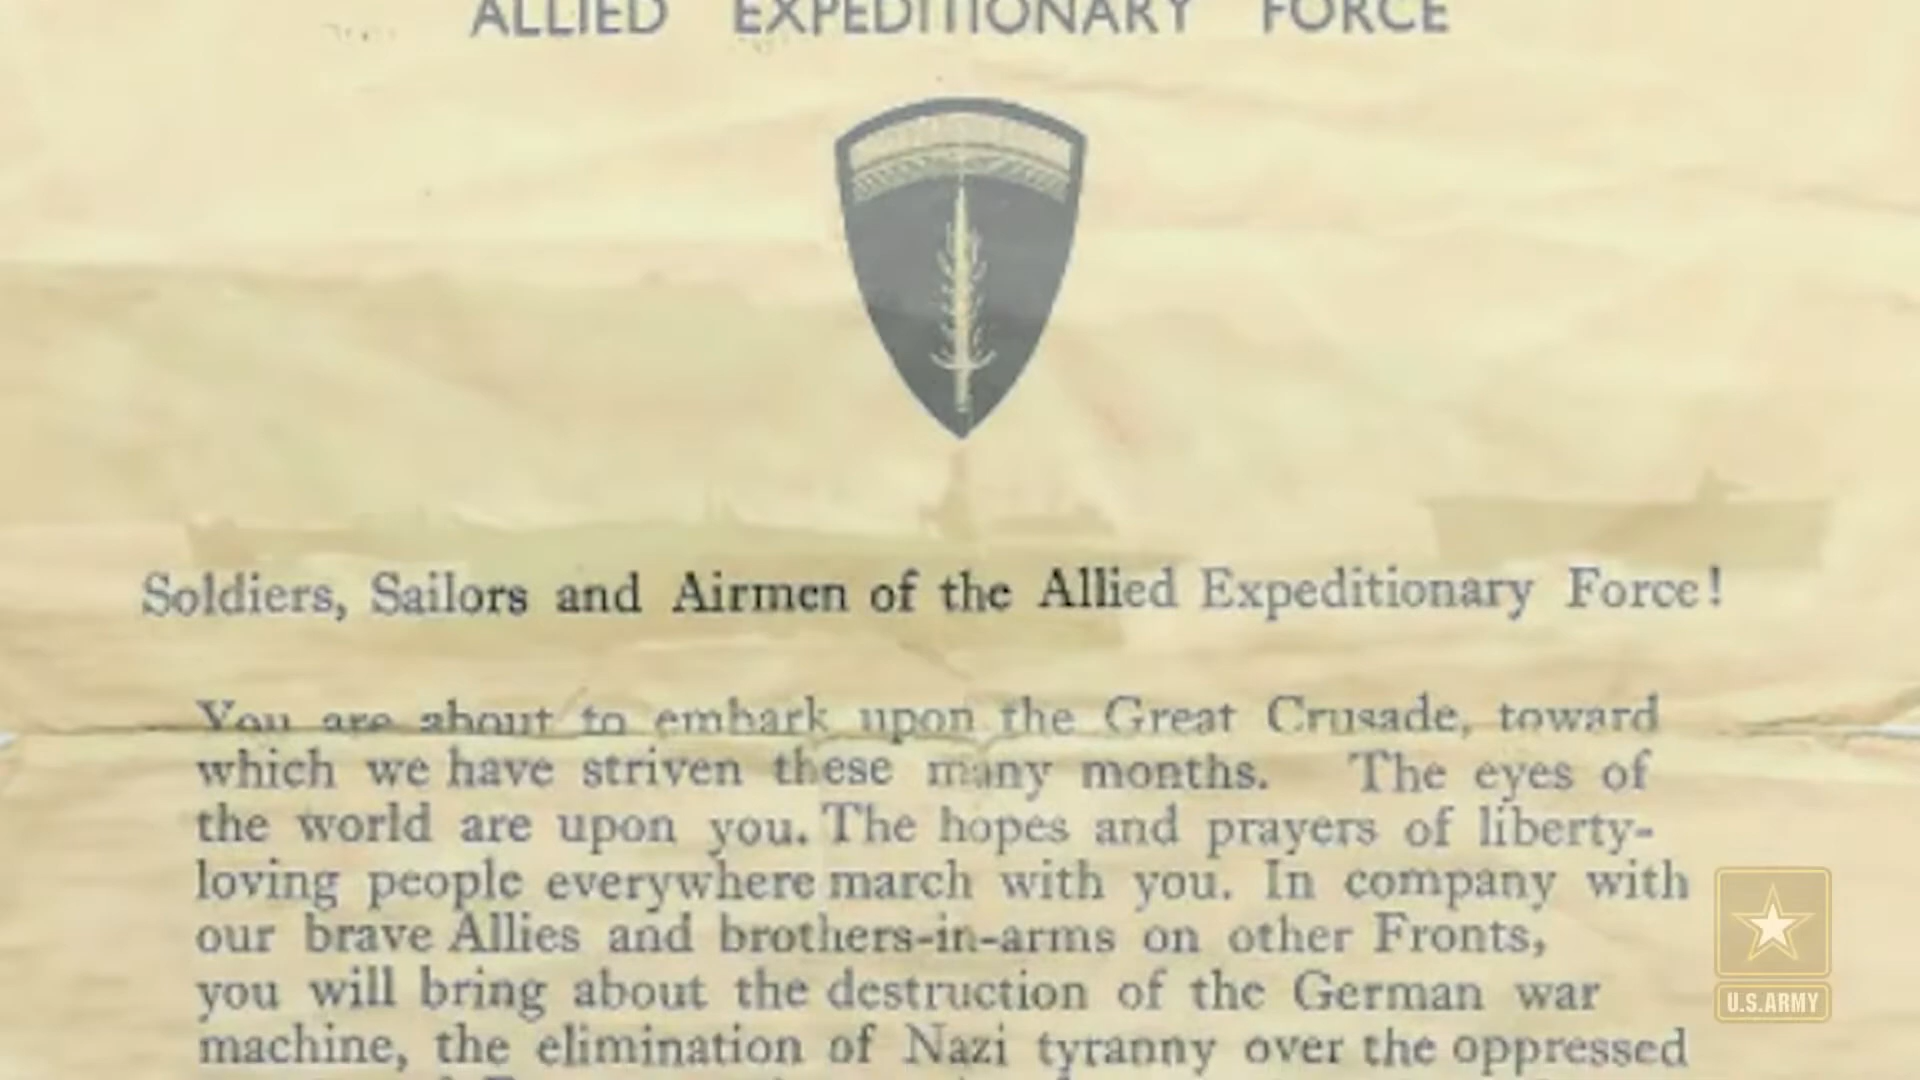 ALLIED EXPEDITIONARY FORCE
Soldiers, Sailors and Airmen of the Allied Expeditionary Force!
You are about to embark upon the Great Crusade, toward
which we have striven these many months. The eyes of
the world are upon you. The hopes and prayers of liberty-
loving people everywhere march with you. In company with
our brave Allies and brothers-in-arms on other Fronts,
you will bring about the destruction of the German war
machine, the elimination of Nazi tyranny over the oppressed
U.S.ARMY